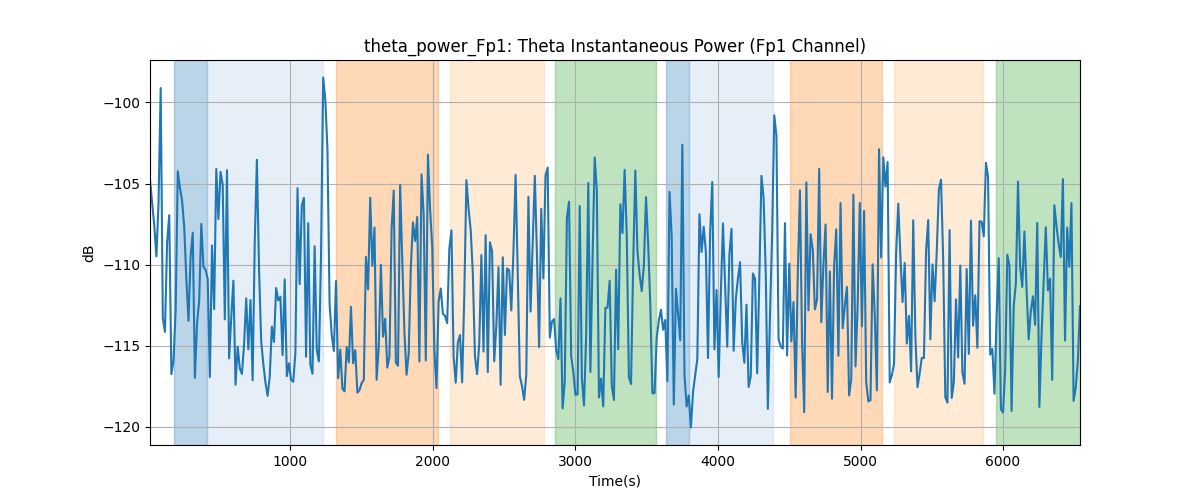 theta_power_Fp1: Theta Instantaneous Power (Fp1 Channel)
dB
−100
−105
−110
−115
−120
1000 2000 3000 4000 5000 6000
Time(s)